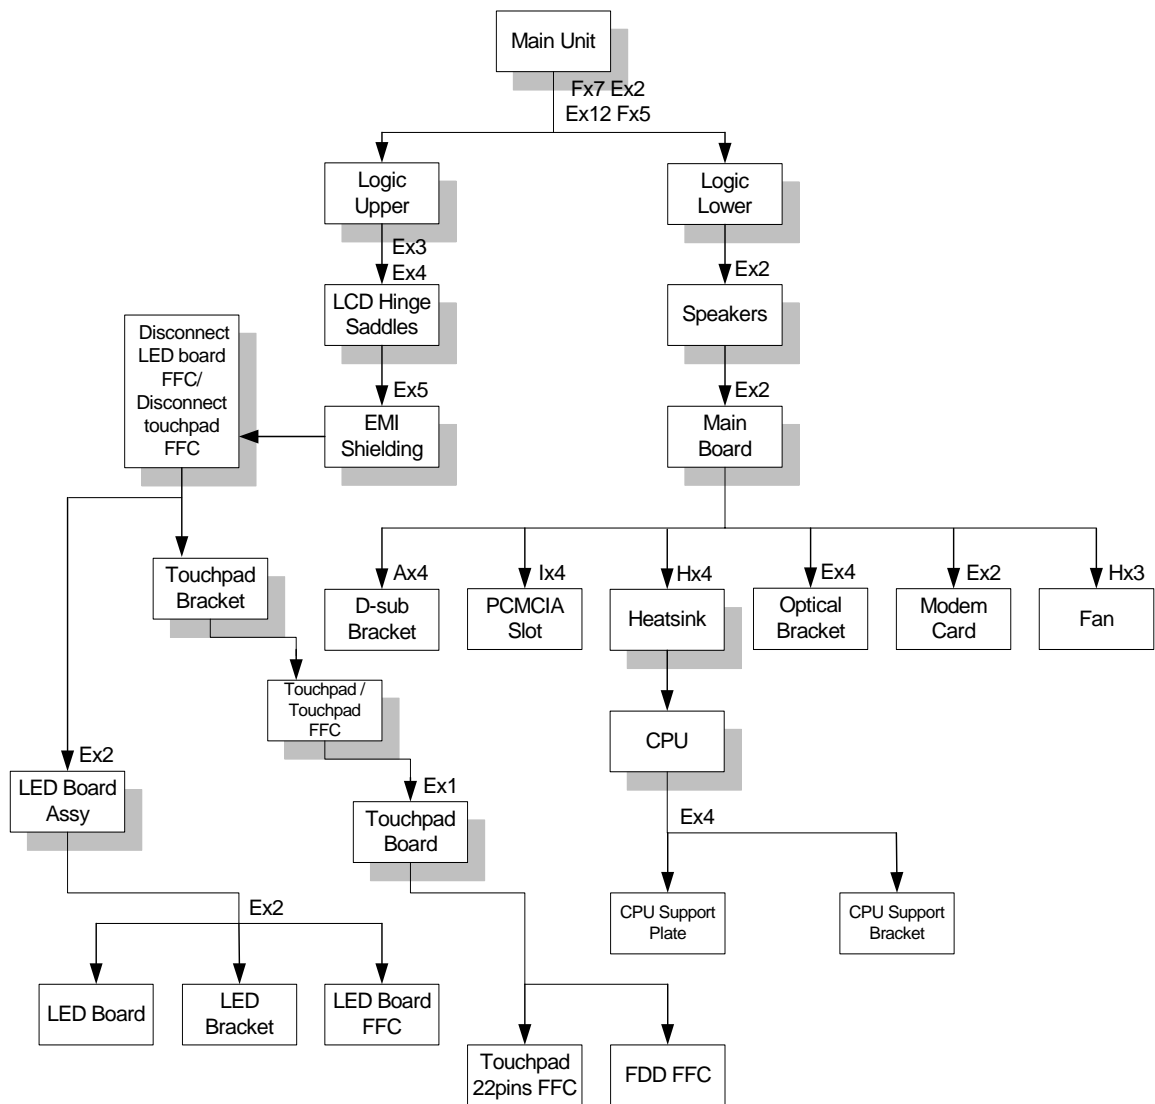 Main Unit
Fx7 Ex2
Ex12 Fx5
Logic
Upper
Logic
Lower
Ex3
Ex4
Ex2
LCD Hinge
Saddles
Speakers
Disconnect
LED board
FFC/
Disconnect
touchpad
FFC
Ex5
Ex2
EMI
Shielding
Main
Board
Touchpad
Bracket
Ax4
Ix4
Hx4
Ex4
Ex2
Hx3
D-sub
Bracket
PCMCIA
Slot
Heatsink
Optical
Bracket
Modem
Card
Fan
Touchpad /
Touchpad
FFC
CPU
Ex2
LED Board
Assy
Ex1
Touchpad
Board
Ex4
CPU Support
Plate
CPU Support
Bracket
Ex2
LED Board
LED
Bracket
LED Board
FFC
Touchpad
22pins FFC
FDD FFC